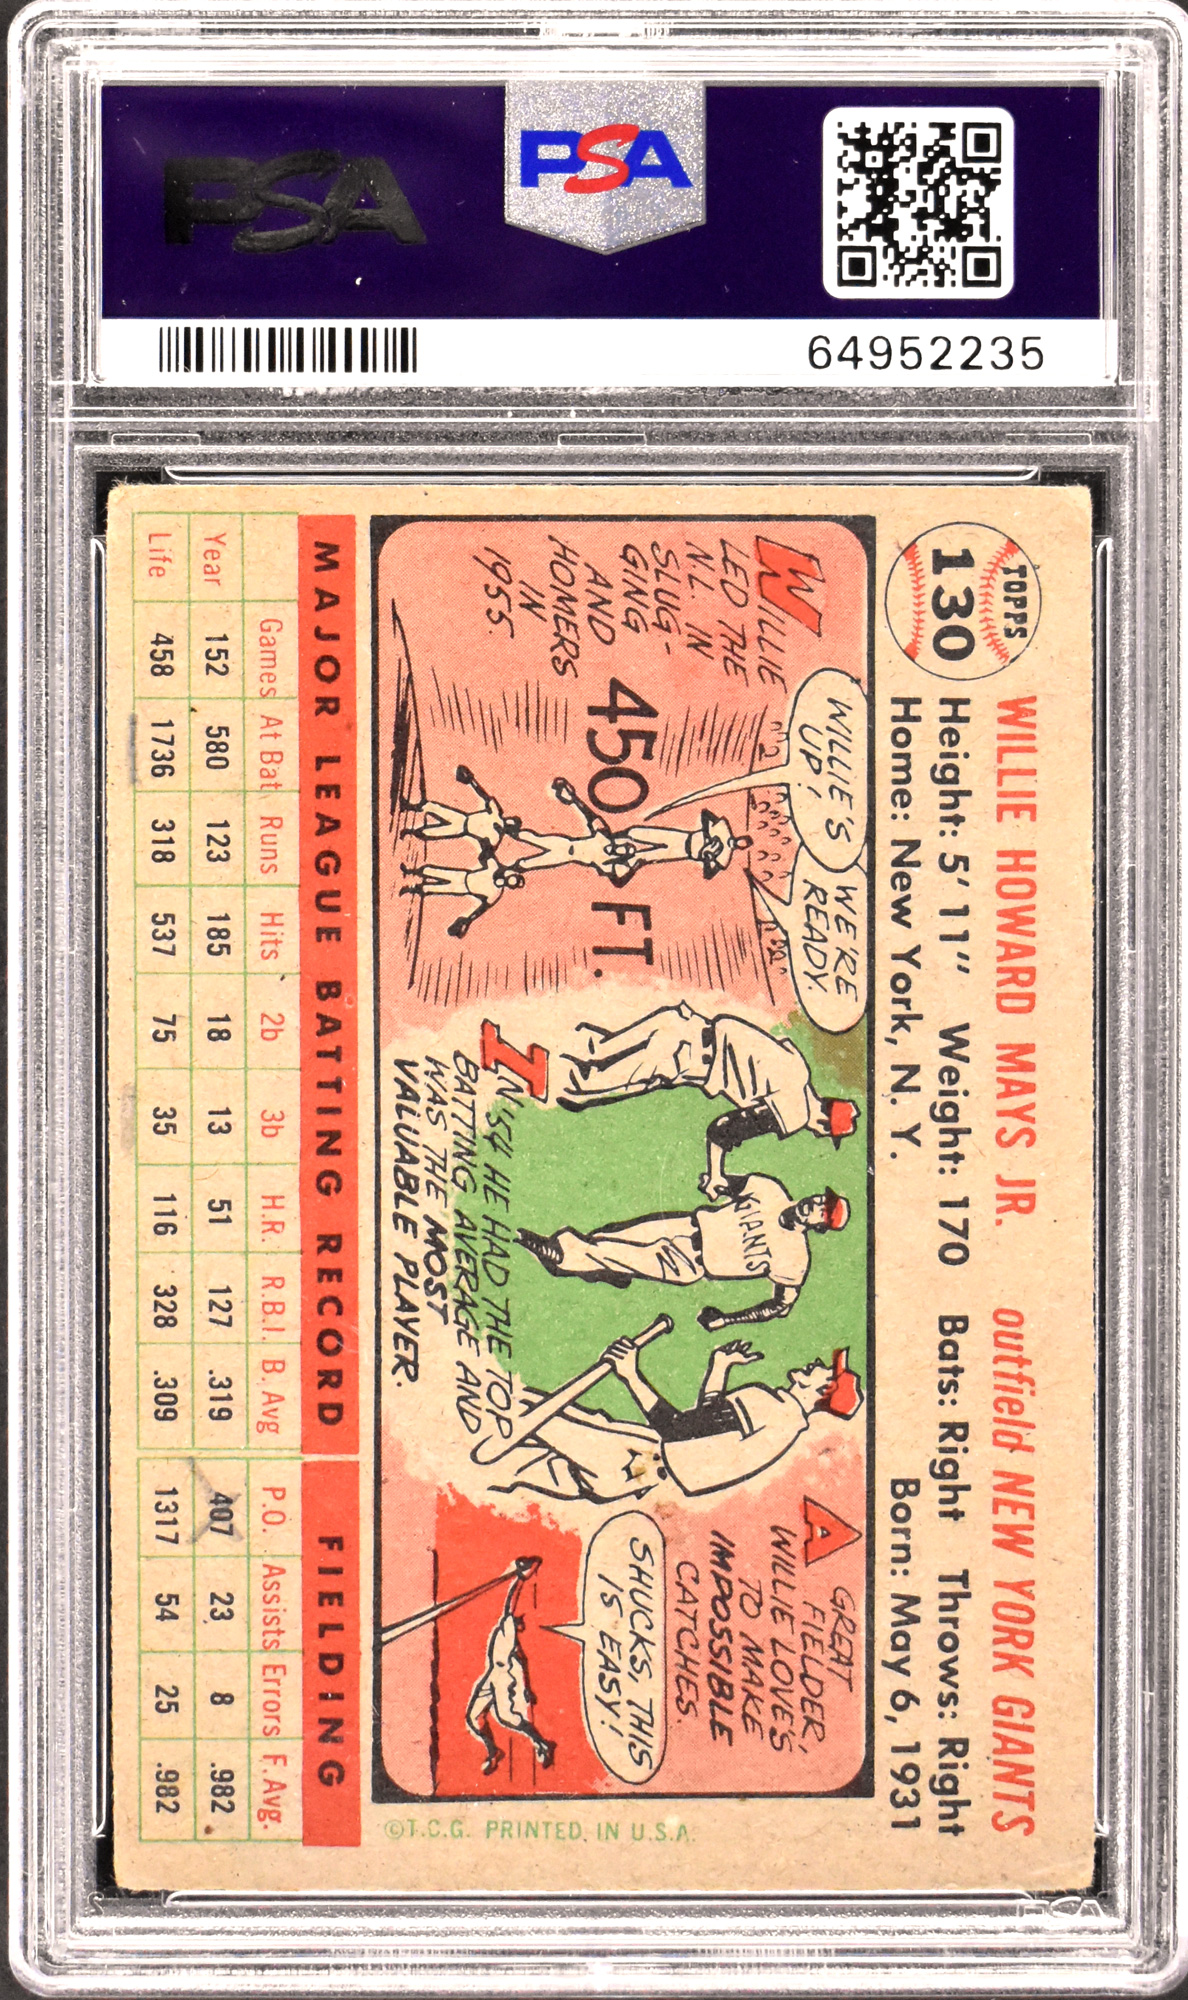 PSA
PSA
64952235
TOPPS
130
WILLIE HOWARD MAYS JR. outfield NEW YORK GIANTS
Height: 5' 11" Weight: 170 Bats: Right Throws: Right
Home: New York, N. Y. Born: May 6, 1931
WILLIE
LED THE
N.L. IN
SLUG-
GING
AND
HOMERS
IN
1955.
WILLIE'S
UP,
WE'RE
READY.
450 FT.
GIANTS
IN '54 HE HAD THE TOP
BATTING AVERAGE AND
WAS THE MOST
VALUABLE PLAYER.
A GREAT
FIELDER,
WILLIE LOVE'S
TO MAKE
IMPOSSIBLE
CATCHES.
SHUCKS, THIS
IS EASY!
©T.C.G. PRINTED IN U.S.A.
MAJOR LEAGUE BATTING RECORD FIELDING
Games At Bat Runs Hits 2b 3b H.R. R.B.I. B. Avg P.O. Assists Errors F. Avg.
Year 152 580 123 185 18 13 51 127 .319 407 23 8 .982
Life 458 1736 318 537 75 35 116 328 .309 1317 54 25 .982
PSA